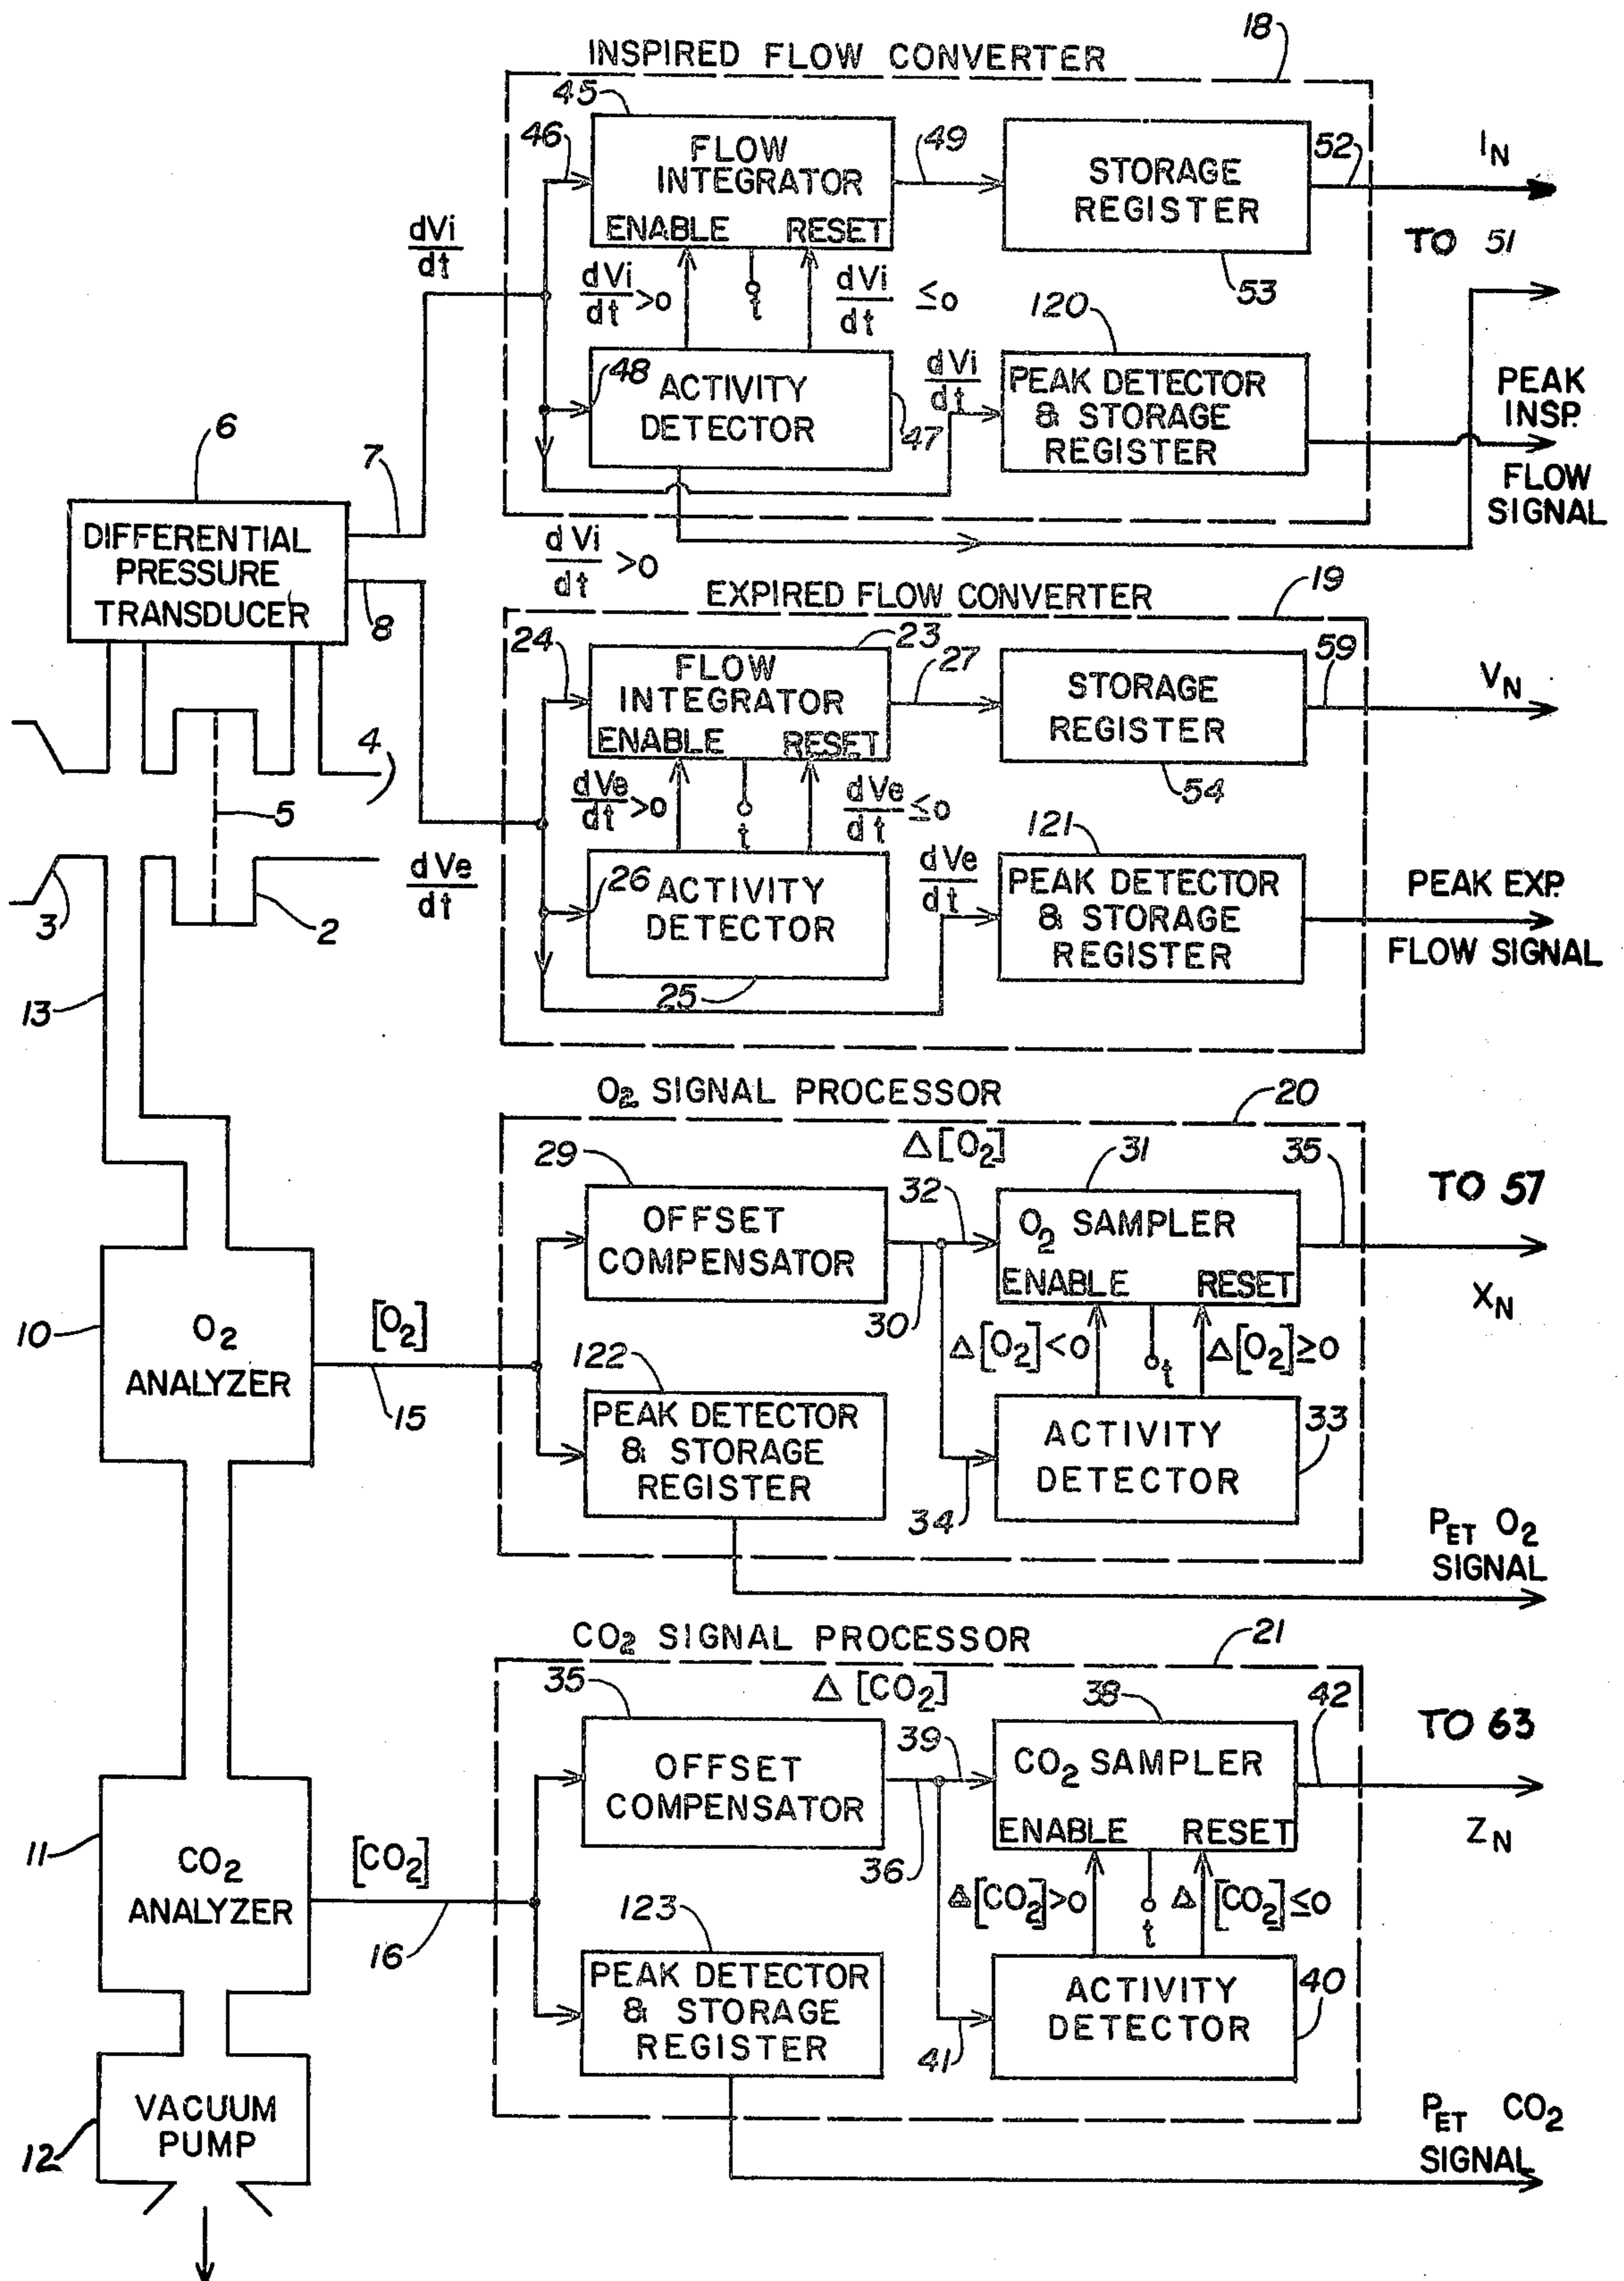 18
INSPIRED FLOW CONVERTER
45
46
FLOW
INTEGRATOR
ENABLE RESET
49
STORAGE
REGISTER
52
53
I_N
TO 51
dVi
dt
dVi
dt >0
t
dVi
dt ≤0
48
ACTIVITY
DETECTOR
47
dVi
dt
120
PEAK DETECTOR
& STORAGE
REGISTER
PEAK
INSP.
FLOW
SIGNAL
dVi
dt >0
6
7
DIFFERENTIAL
PRESSURE
TRANSDUCER
8
4
5
3
2
13
EXPIRED FLOW CONVERTER
19
24
23
FLOW
INTEGRATOR
ENABLE RESET
27
STORAGE
REGISTER
54
59
V_N
dVe
dt >0
t
dVe
dt ≤0
dVe
dt
26 ACTIVITY
DETECTOR
25
dVe
dt
121
PEAK DETECTOR
& STORAGE
REGISTER
PEAK EXP.
FLOW SIGNAL
O₂ SIGNAL PROCESSOR
20
29
OFFSET
COMPENSATOR
Δ[O₂]
32
30
31
O₂ SAMPLER
ENABLE RESET
35
TO 57
X_N
10
O₂
ANALYZER
[O₂]
15
122
PEAK DETECTOR
& STORAGE
REGISTER
Δ[O₂]<0
t
Δ[O₂]≥0
34
ACTIVITY
DETECTOR
33
P_ET O₂
SIGNAL
CO₂ SIGNAL PROCESSOR
21
35
OFFSET
COMPENSATOR
Δ [CO₂]
39
36
38
CO₂ SAMPLER
ENABLE RESET
42
TO 63
Z_N
11
CO₂
ANALYZER
[CO₂]
16
123
PEAK DETECTOR
& STORAGE
REGISTER
Δ[CO₂]>0
t
Δ [CO₂]≤0
41
ACTIVITY
DETECTOR
40
12
VACUUM
PUMP
P_ET CO₂
SIGNAL